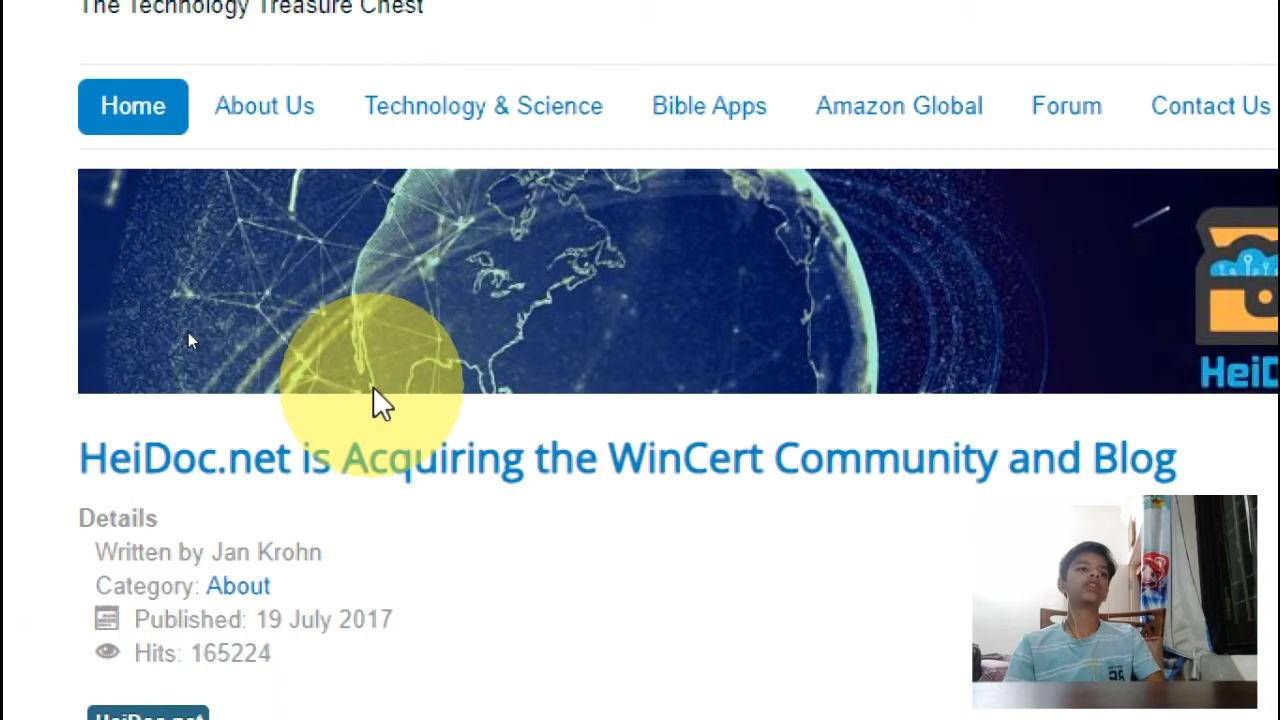 The Technology Treasure Chest
Home About Us Technology & Science Bible Apps Amazon Global Forum Contact Us
HeiD
HeiDoc.net is Acquiring the WinCert Community and Blog
Details
Written by Jan Krohn
Category: About
Published: 19 July 2017
Hits: 165224
HeiDoc.net